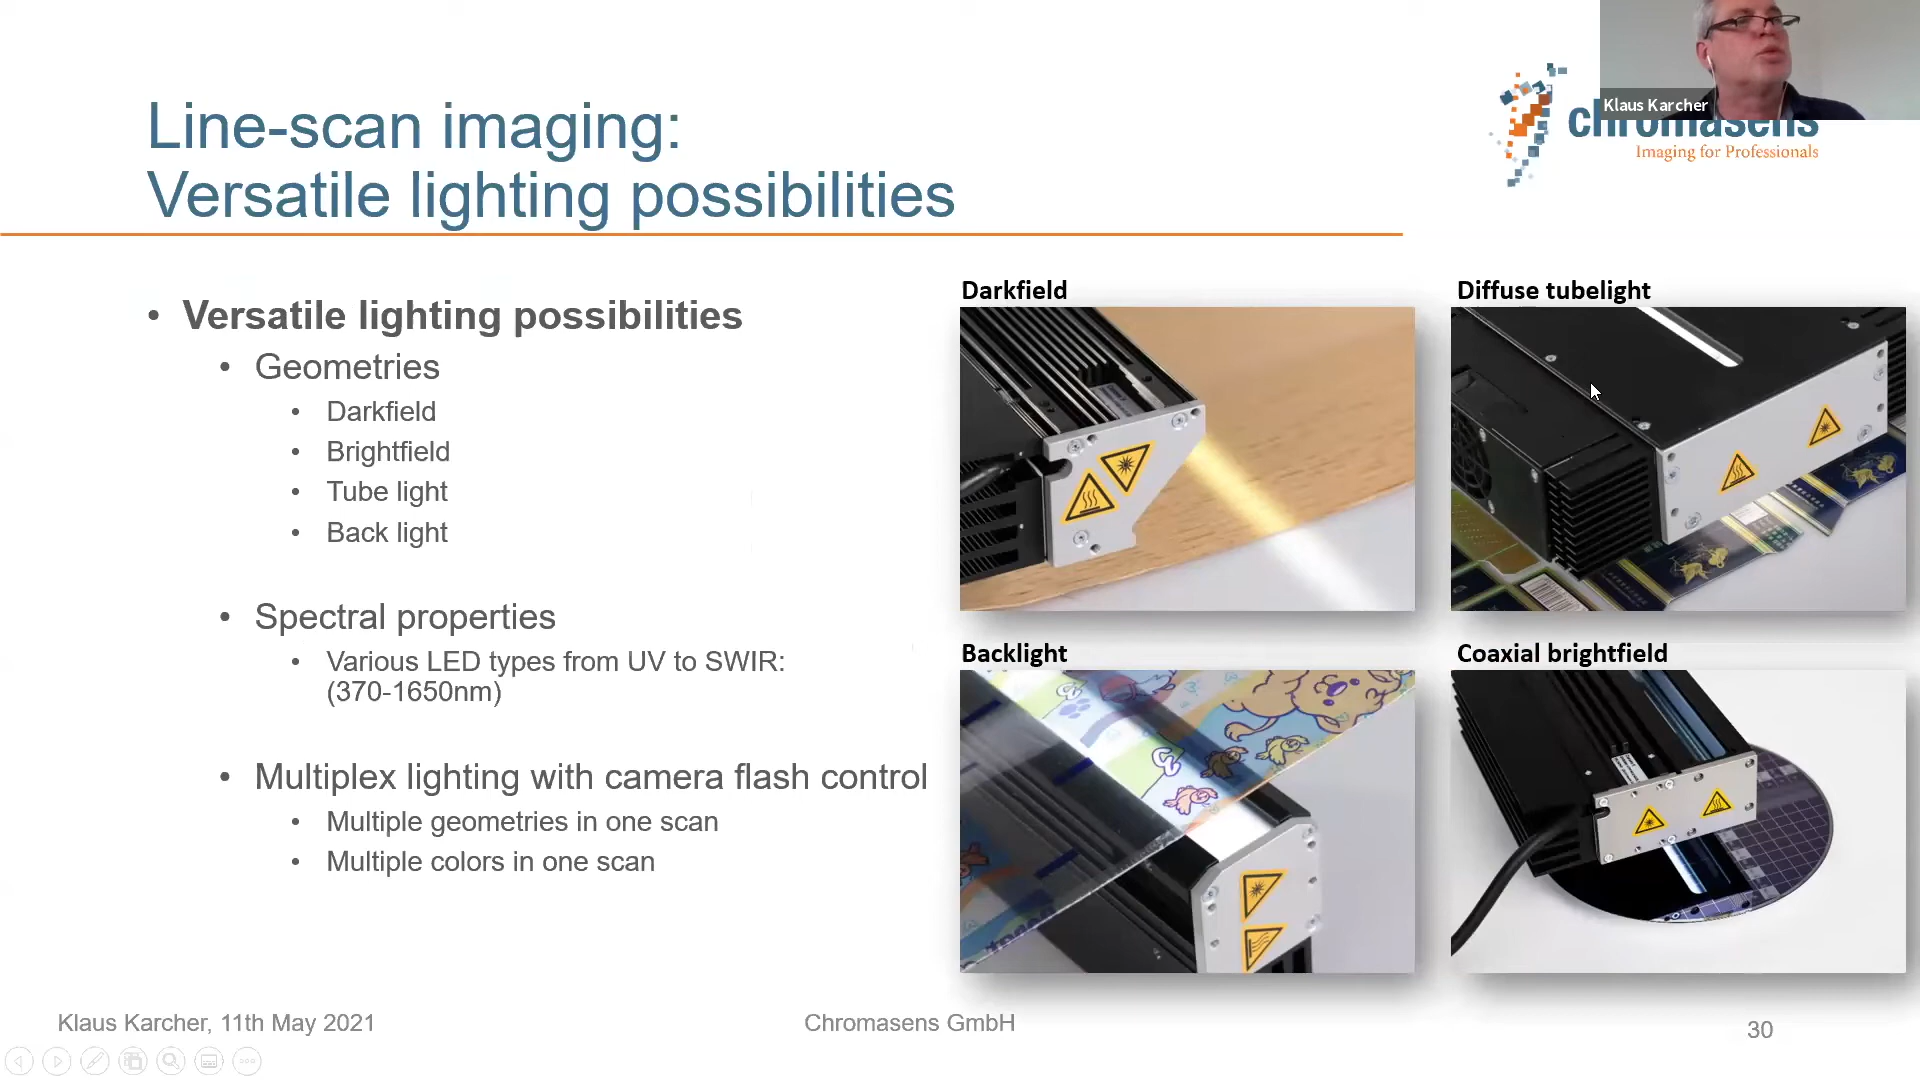 Line-scan imaging:
Versatile lighting possibilities
Klaus Karcher
chromasens
Imaging for Professionals
• Versatile lighting possibilities
• Geometries
• Darkfield
• Brightfield
• Tube light
• Back light
• Spectral properties
• Various LED types from UV to SWIR:
(370-1650nm)
• Multiplex lighting with camera flash control
• Multiple geometries in one scan
• Multiple colors in one scan
Darkfield
Diffuse tubelight
Backlight
Coaxial brightfield
Klaus Karcher, 11th May 2021
Chromasens GmbH
30